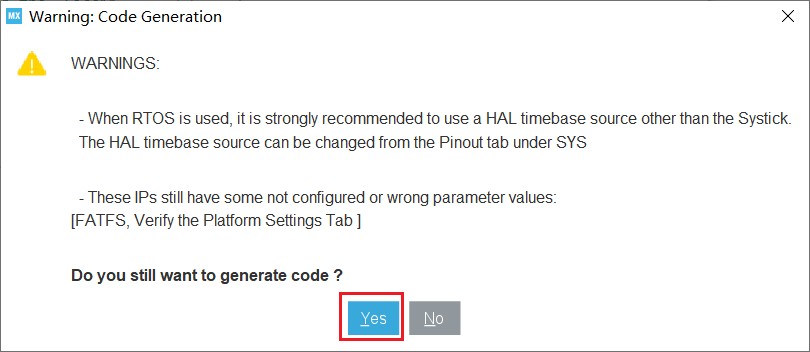 MX Warning: Code Generation
WARNINGS:
- When RTOS is used, it is strongly recommended to use a HAL timebase source other than the Systick.
The HAL timebase source can be changed from the Pinout tab under SYS
- These IPs still have some not configured or wrong parameter values:
[FATFS, Verify the Platform Settings Tab ]
Do you still want to generate code ?
Yes No